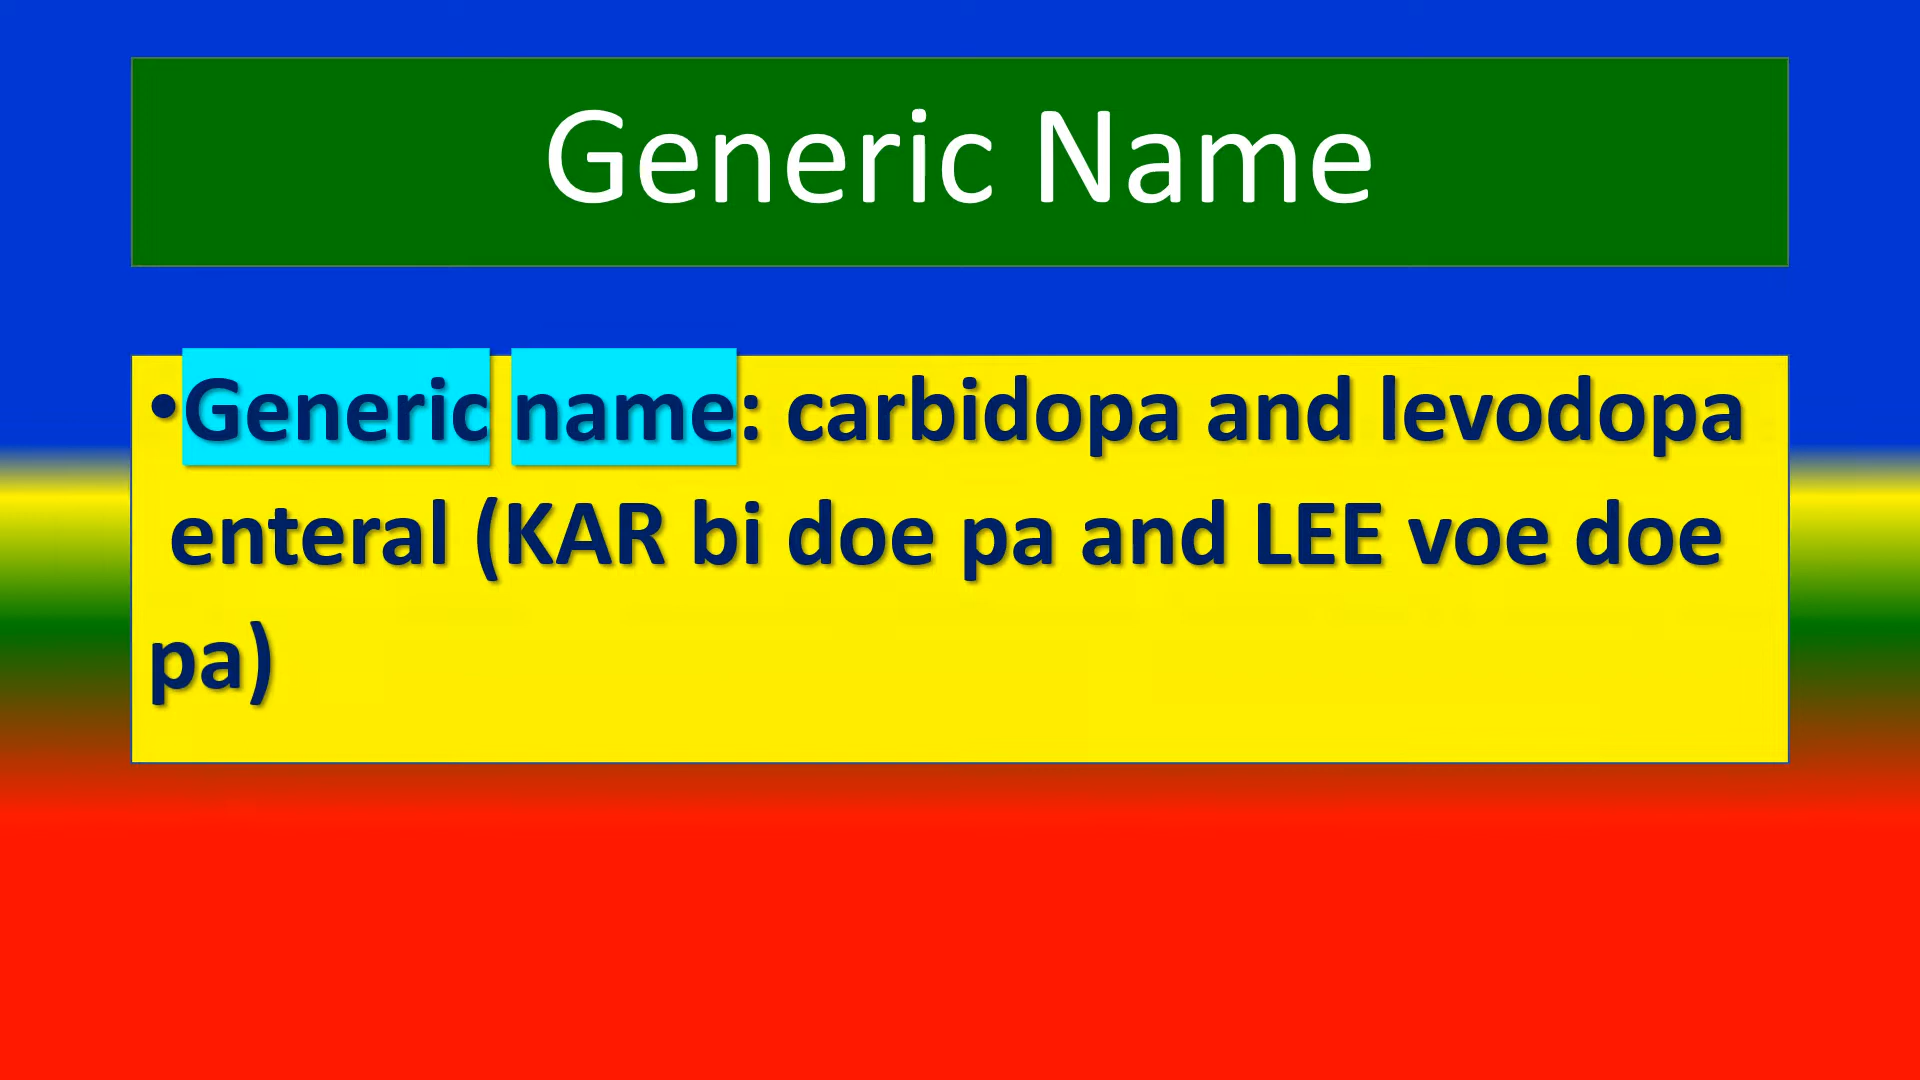 Generic Name
•Generic name: carbidopa and levodopa
enteral (KAR bi doe pa and LEE voe doe
pa)